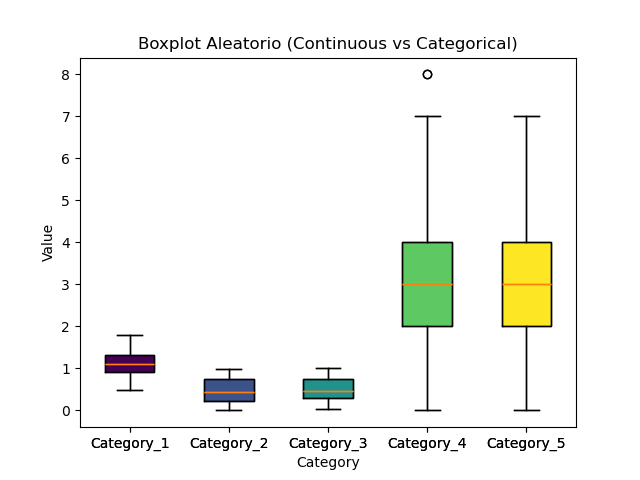 Boxplot Aleatorio (Continuous vs Categorical)
8
7
6
5
4
3
2
1
0
Value
Category_1 Category_2 Category_3 Category_4 Category_5
Category